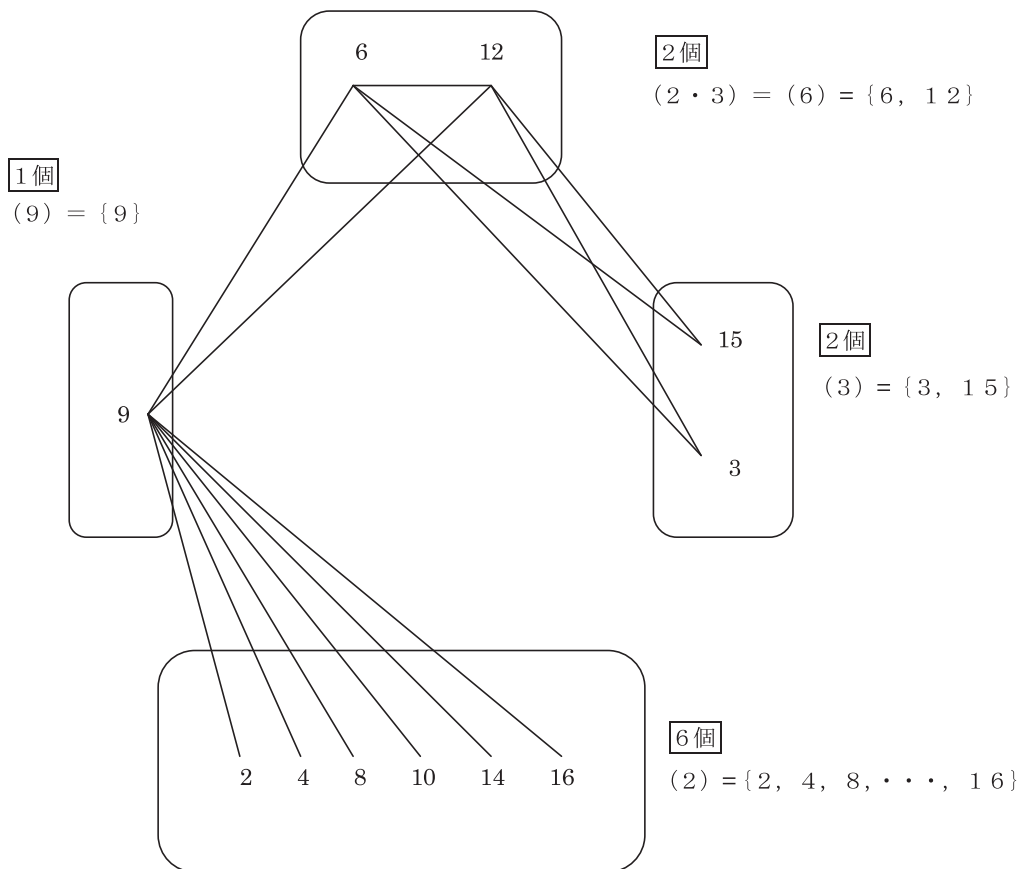 6 12
2個
(2・3) = (6) = {6, 12}
1個
(9) = {9}
15
2個
(3) = {3, 15}
9
3
6個
2 4 8 10 14 16
(2) = {2, 4, 8, ・・・, 16}